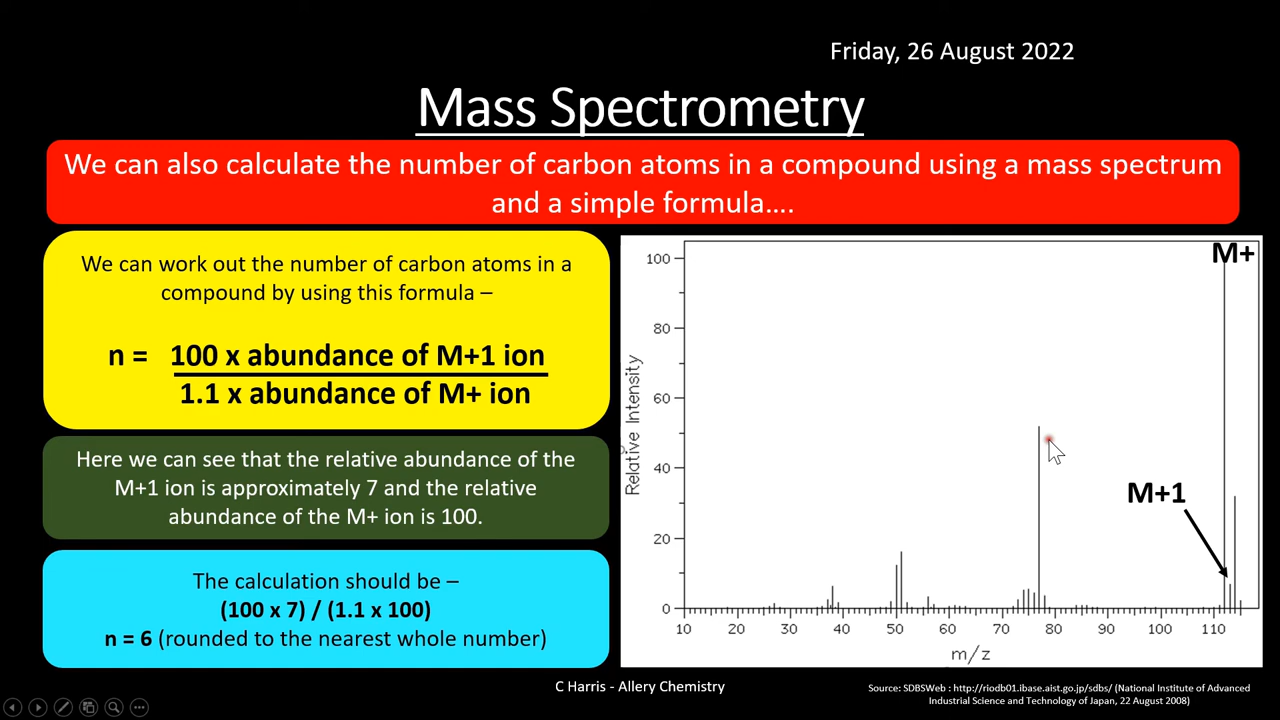 Friday, 26 August 2022
Mass Spectrometry
We can also calculate the number of carbon atoms in a compound using a mass spectrum
and a simple formula….
We can work out the number of carbon atoms in a
compound by using this formula –
n = 100 x abundance of M+1 ion
1.1 x abundance of M+ ion
Here we can see that the relative abundance of the
M+1 ion is approximately 7 and the relative
abundance of the M+ ion is 100.
The calculation should be –
(100 x 7) / (1.1 x 100)
n = 6 (rounded to the nearest whole number)
M+
M+1
Relative Intensity
100
80
60
40
20
0
10 20 30 40 50 60 70 80 90 100 110
m/z
C Harris - Allery Chemistry
Source: SDBSWeb : http://riodb01.ibase.aist.go.jp/sdbs/ (National Institute of Advanced
Industrial Science and Technology of Japan, 22 August 2008)